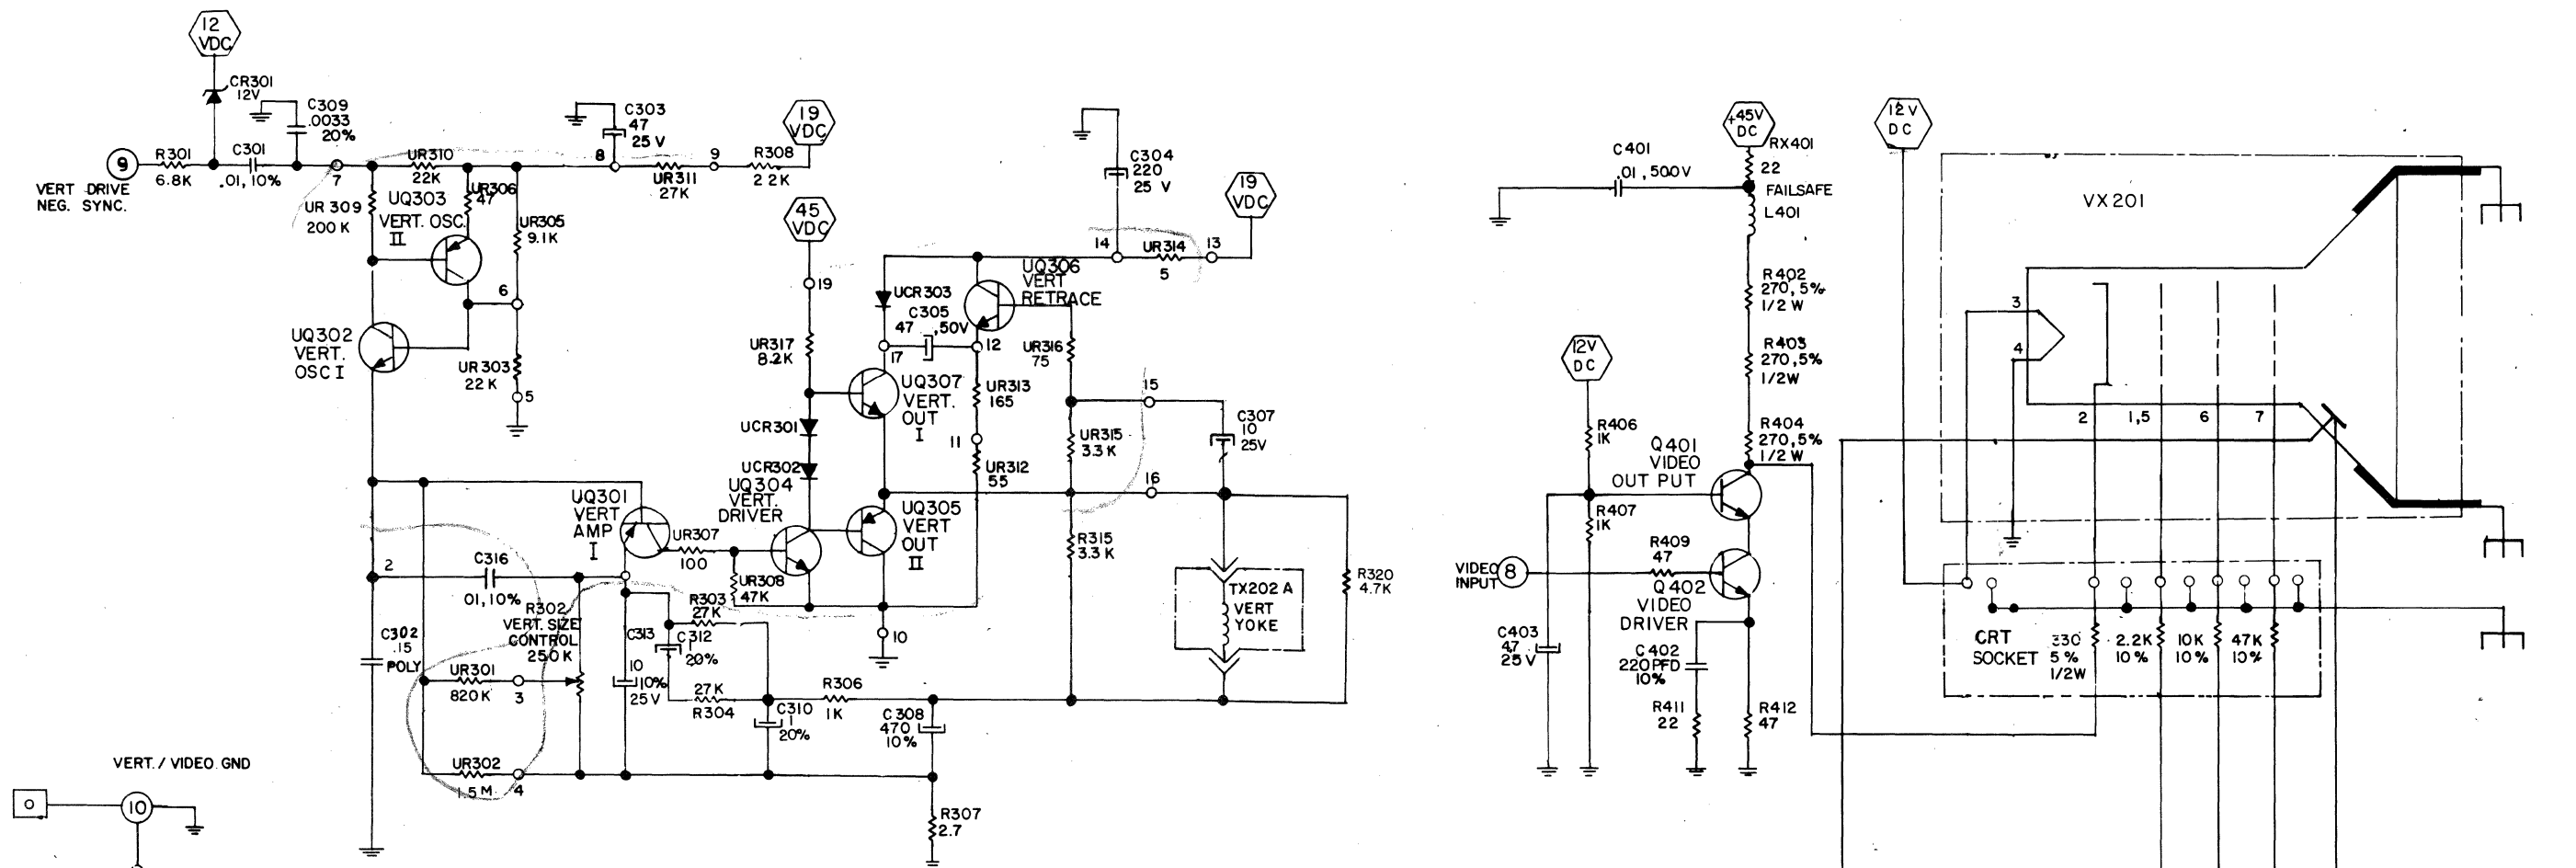 12
VDC
CR301
12V
C309
.0033
20%
9
R301
6.8K
C301
.01,10%
7
VERT DRIVE
NEG. SYNC.
UR310
22K
UR306
47
UR309
200K
UQ303
VERT. OSC.
II
UR305
9.1K
8
C303
47
25 V
UR311
27K
9
R308
2.2K
19
VDC
6
UQ302
VERT.
OSC I
UR303
22 K
5
45
VDC
19
UR317
8.2K
UCR301
UCR302
UCR303
C305
47 ,50V
17
12
UQ306
VERT
RETRACE
14
C304
220
25 V
UR314
5
13
19
VDC
UR316
75
UQ307
VERT.
OUT
I
UR313
165
11
UR312
55
15
UR315
3.3 K
C307
10
25V
16
UQ301
VERT
AMP
I
UQ304
VERT.
DRIVER
UR307
100
UR308
47K
UQ305
VERT
OUT
II
10
R315
3.3 K
TX202 A
VERT
YOKE
R320
4.7K
2
C316
.01,10%
R302
VERT. SIZE
CONTROL
250K
C302
.15
POLY
UR301
820 K
3
UR302
1.5 M
4
C313
10
10%
25V
R303
27K
C312
1
20%
27 K
R304
C310
1
20%
R306
1K
C308
470
10%
R307
2.7
VERT. / VIDEO. GND
0
10
+45V
DC
RX401
22
FAILSAFE
L401
C401
.01 , 500V
R402
270,5%
1/2 W
R403
270,5%
1/2W
R404
270,5%
1/2 W
12V
DC
R406
1K
R407
1K
Q401
VIDEO
OUT PUT
VIDEO
INPUT
8
R409
47
Q402
VIDEO
DRIVER
C403
47
25 V
C402
220PFD
10%
R411
22
R412
47
12 V
DC
VX201
3
4
2
1,5
6
7
CRT
SOCKET
330
5%
1/2W
2.2K
10%
10K
10%
47K
10%